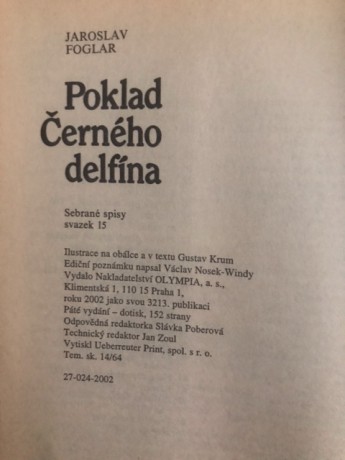 JAROSLAV
FOGLAR
Poklad
Černého
delfína
Sebrané spisy
svazek 15
Ilustrace na obálce a v textu Gustav Krum
Ediční poznámku napsal Václav Nosek-Windy
Vydalo Nakladatelství OLYMPIA, a. s.,
Klimentská 1, 110 15 Praha 1,
roku 2002 jako svou 3213. publikaci
Páté vydání – dotisk, 152 strany
Odpovědná redaktorka Slávka Poberová
Technický redaktor Jan Zoul
Vytiskl Ueberreuter Print, spol. s r. o.
Tem. sk. 14/64
27-024-2002